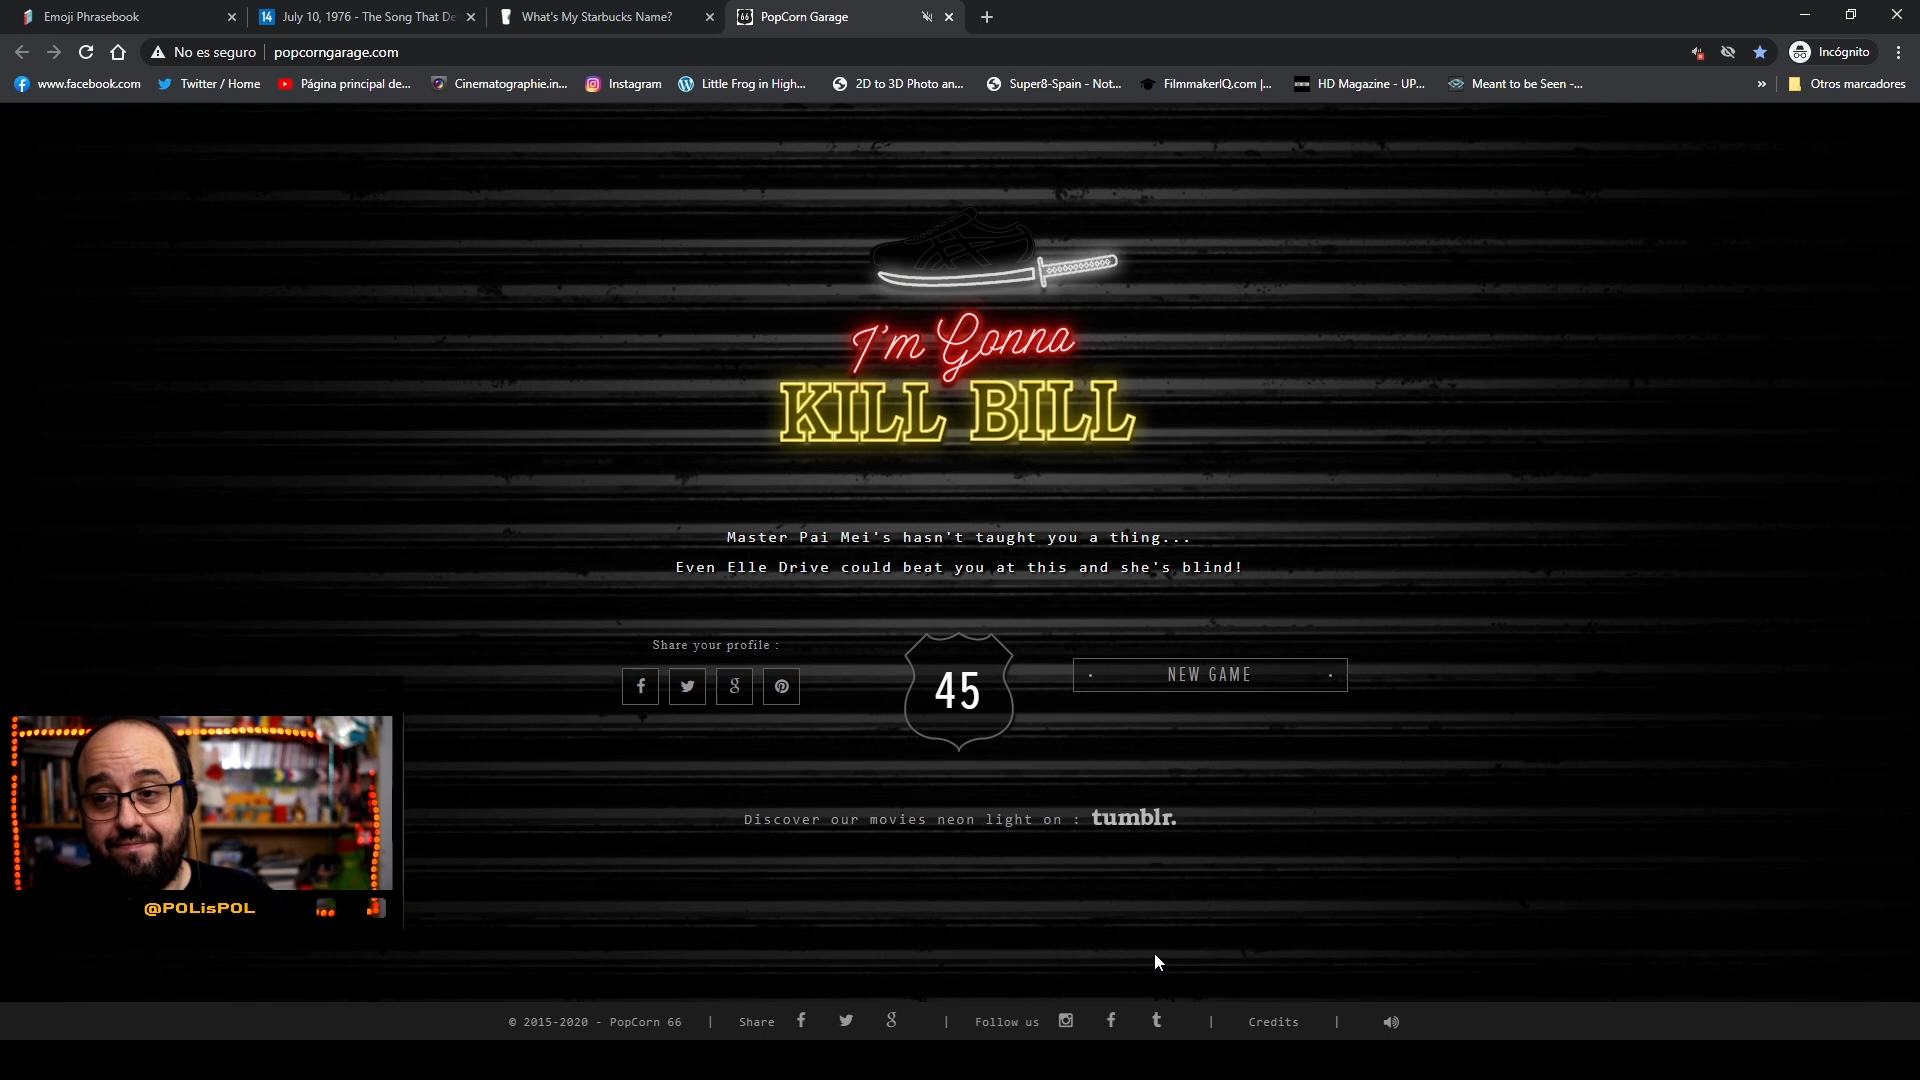 Emoji Phrasebook
14 July 10, 1976 - The Song That De
What's My Starbucks Name?
66 PopCorn Garage
No es seguro
popcorngarage.com
Incógnito
www.facebook.com
Twitter / Home
Página principal de...
Cinematographie.in...
Instagram
Little Frog in High...
2D to 3D Photo an...
Super8-Spain - Not...
FilmmakerIQ.com |...
HD Magazine - UP...
Meant to be Seen -...
»
Otros marcadores
I'm Gonna
KILL BILL
Master Pai Mei's hasn't taught you a thing...
Even Elle Drive could beat you at this and she's blind!
Share your profile :
45
NEW GAME
Discover our movies neon light on : tumblr.
@POLisPOL
© 2015-2020 - PopCorn 66 | Share | Follow us | Credits |